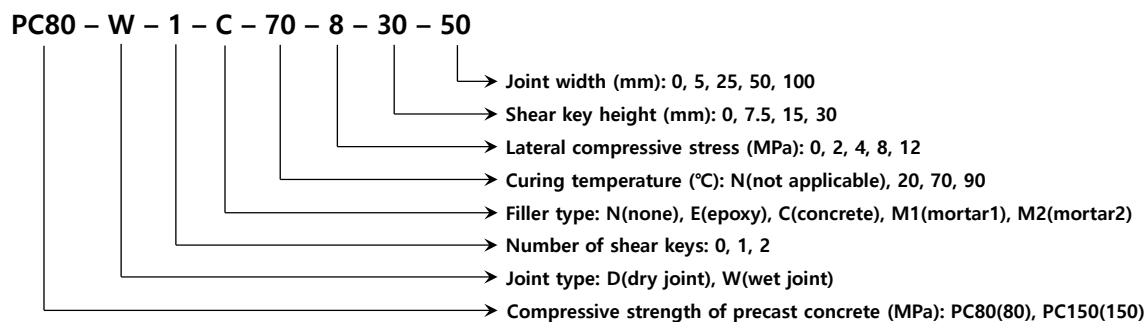 PC80 – W – 1 – C – 70 – 8 – 30 – 50
Joint width (mm): 0, 5, 25, 50, 100
Shear key height (mm): 0, 7.5, 15, 30
Lateral compressive stress (MPa): 0, 2, 4, 8, 12
Curing temperature (℃): N(not applicable), 20, 70, 90
Filler type: N(none), E(epoxy), C(concrete), M1(mortar1), M2(mortar2)
Number of shear keys: 0, 1, 2
Joint type: D(dry joint), W(wet joint)
Compressive strength of precast concrete (MPa): PC80(80), PC150(150)